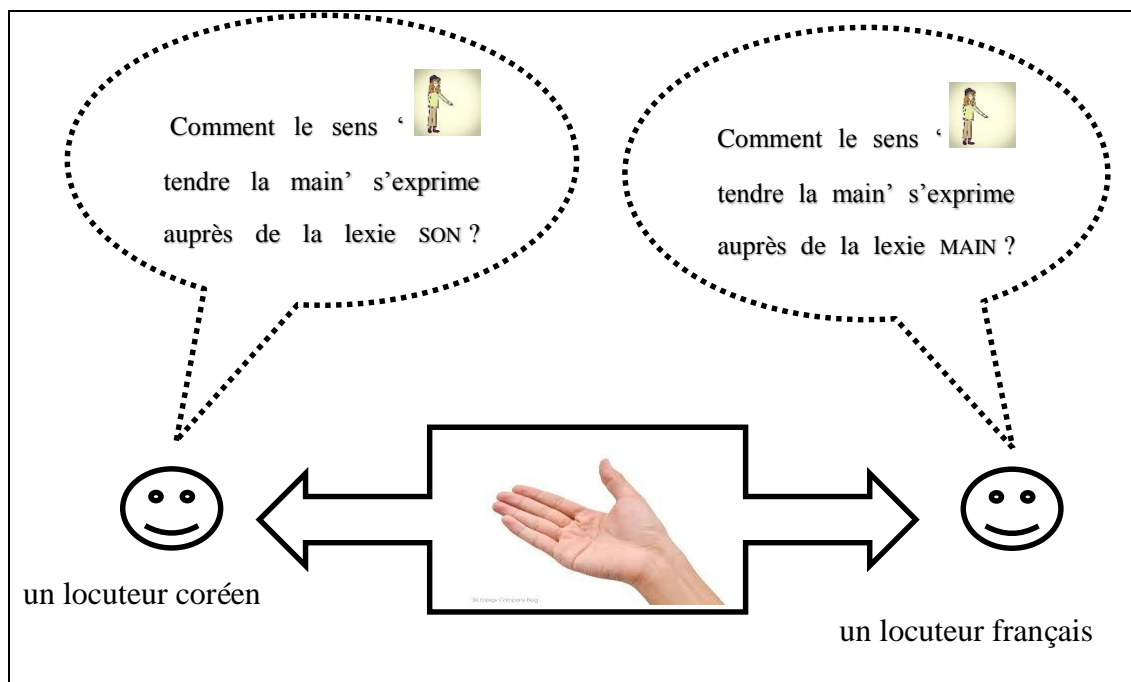 Comment le sens ‘
tendre la main’ s’exprime
auprès de la lexie SON ?
Comment le sens ‘
tendre la main’ s’exprime
auprès de la lexie MAIN ?
un locuteur coréen
un locuteur français